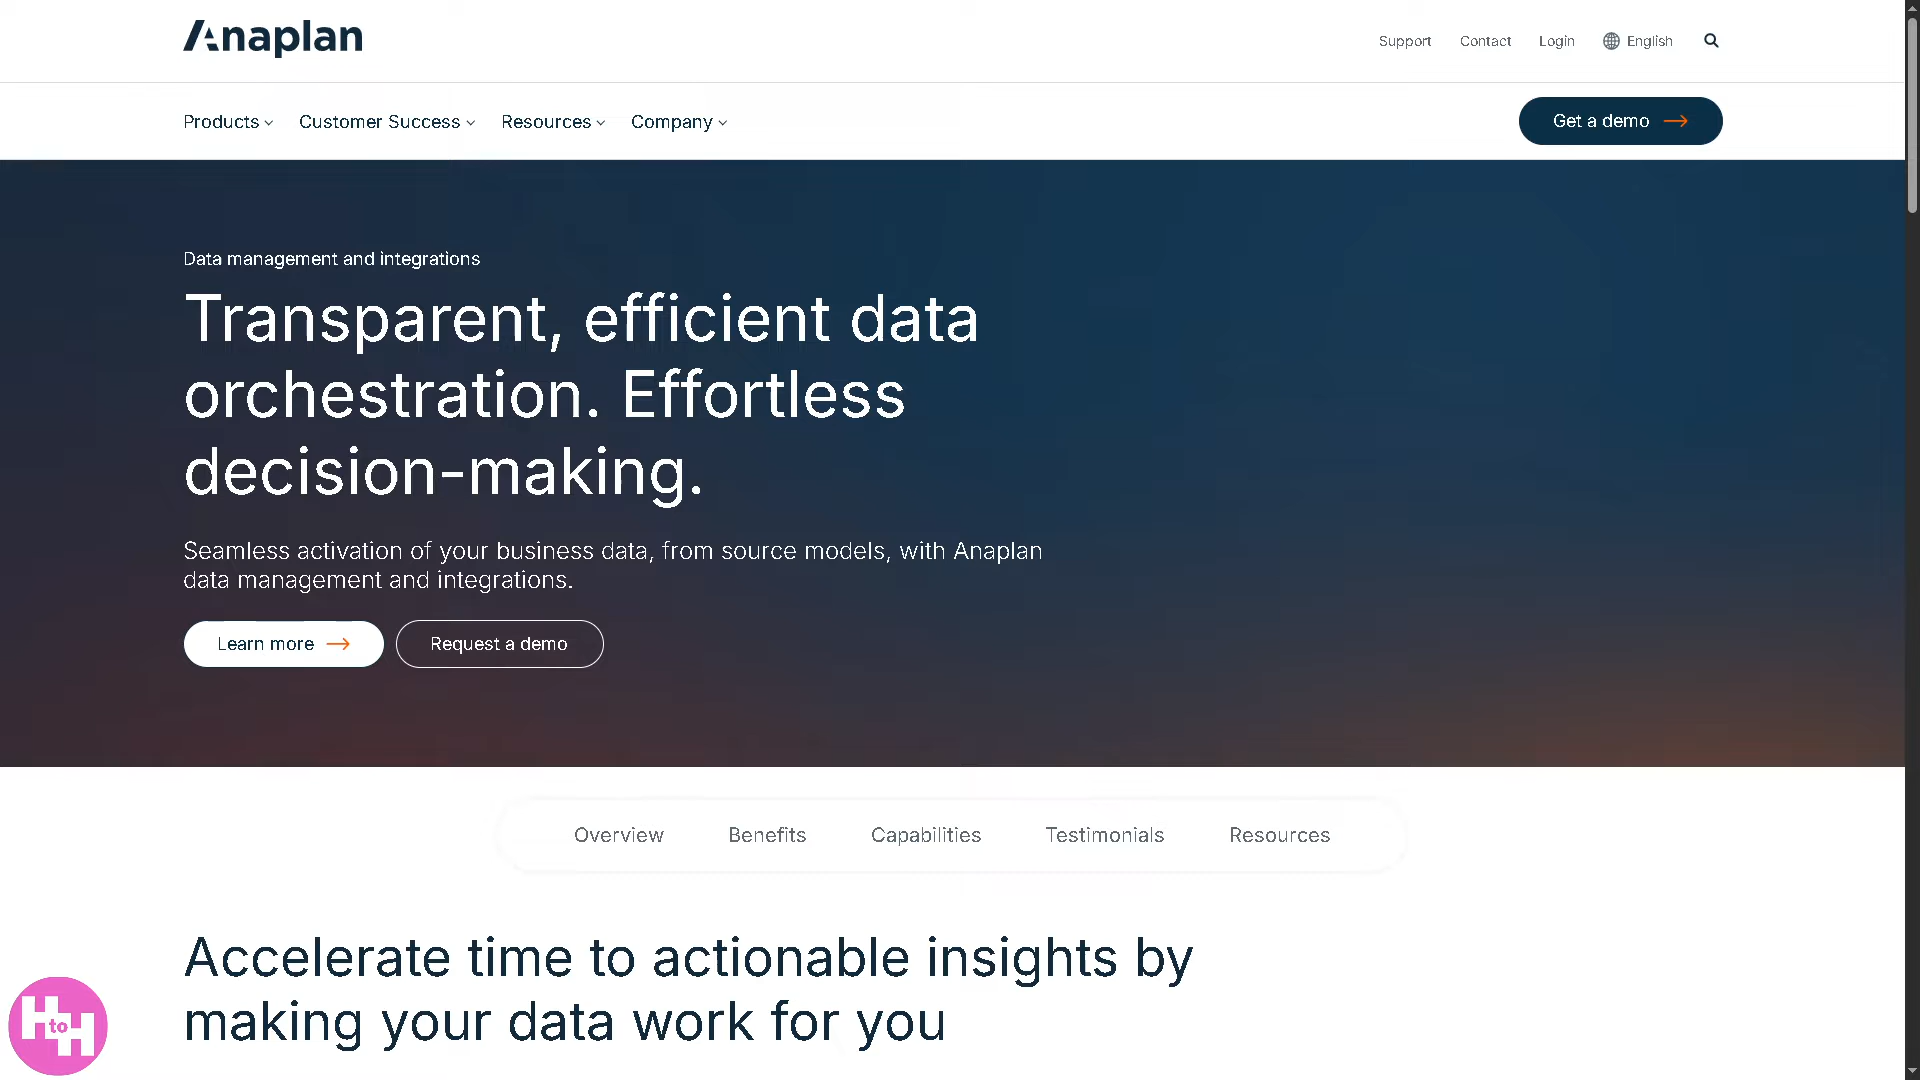 Anaplan
Support Contact Login English
Products Customer Success Resources Company
Get a demo
Data management and integrations
Transparent, efficient data
orchestration. Effortless
decision-making.
Seamless activation of your business data, from source models, with Anaplan
data management and integrations.
Learn more Request a demo
Overview Benefits Capabilities Testimonials Resources
Accelerate time to actionable insights by
making your data work for you
H to H